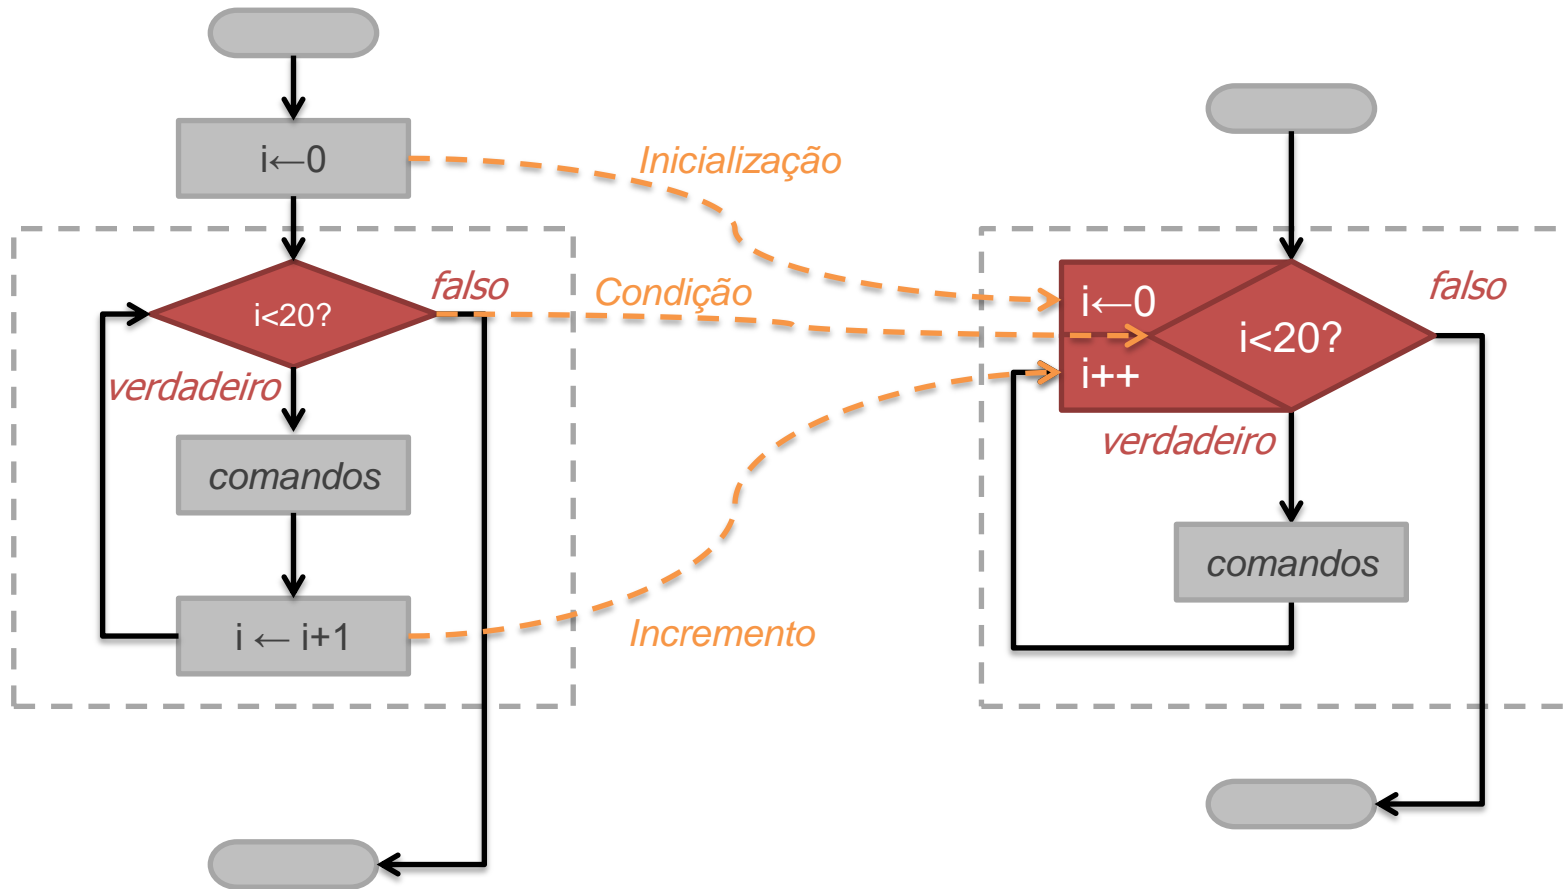 i←0
Inicialização
falso
Condição
i<20?
verdadeiro
comandos
i ← i+1
Incremento
i←0
i<20?
falso
i++
verdadeiro
comandos